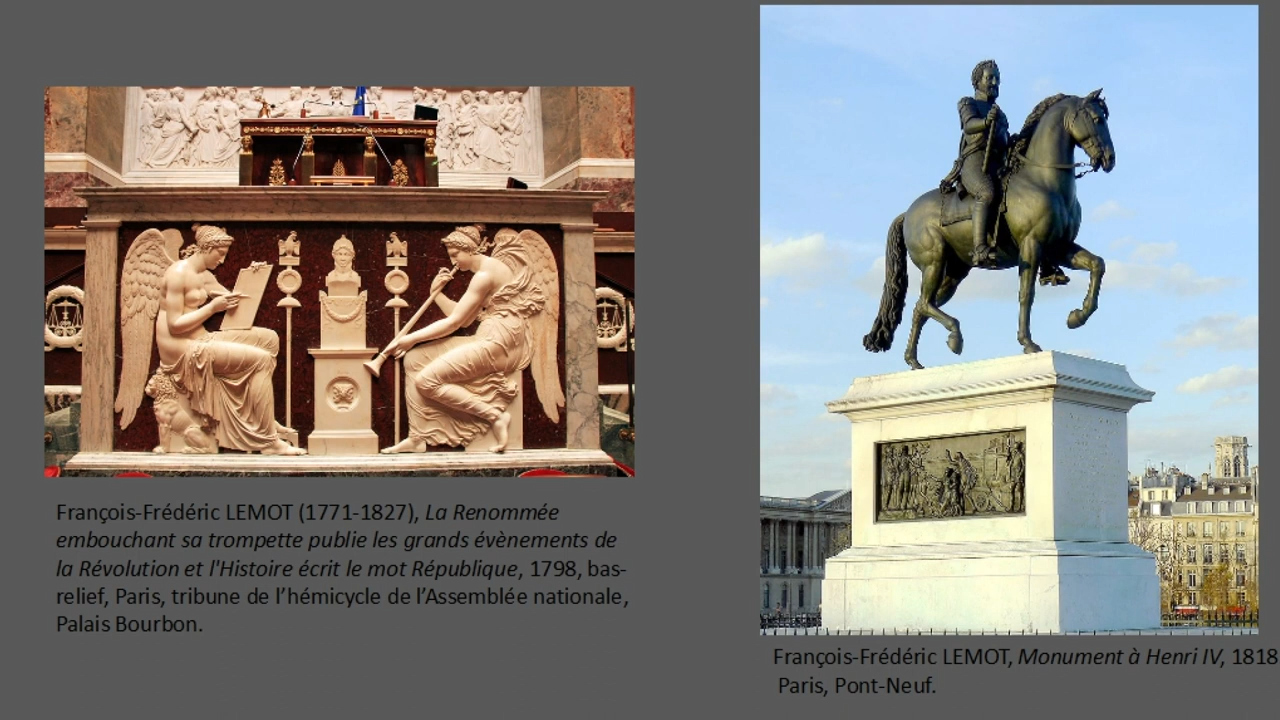 François-Frédéric LEMOT (1771-1827), La Renommée
embouchant sa trompette publie les grands évènements de
la Révolution et l'Histoire écrit le mot République, 1798, bas-
relief, Paris, tribune de l’hémicycle de l’Assemblée nationale,
Palais Bourbon.
François-Frédéric LEMOT, Monument à Henri IV, 1818
Paris, Pont-Neuf.